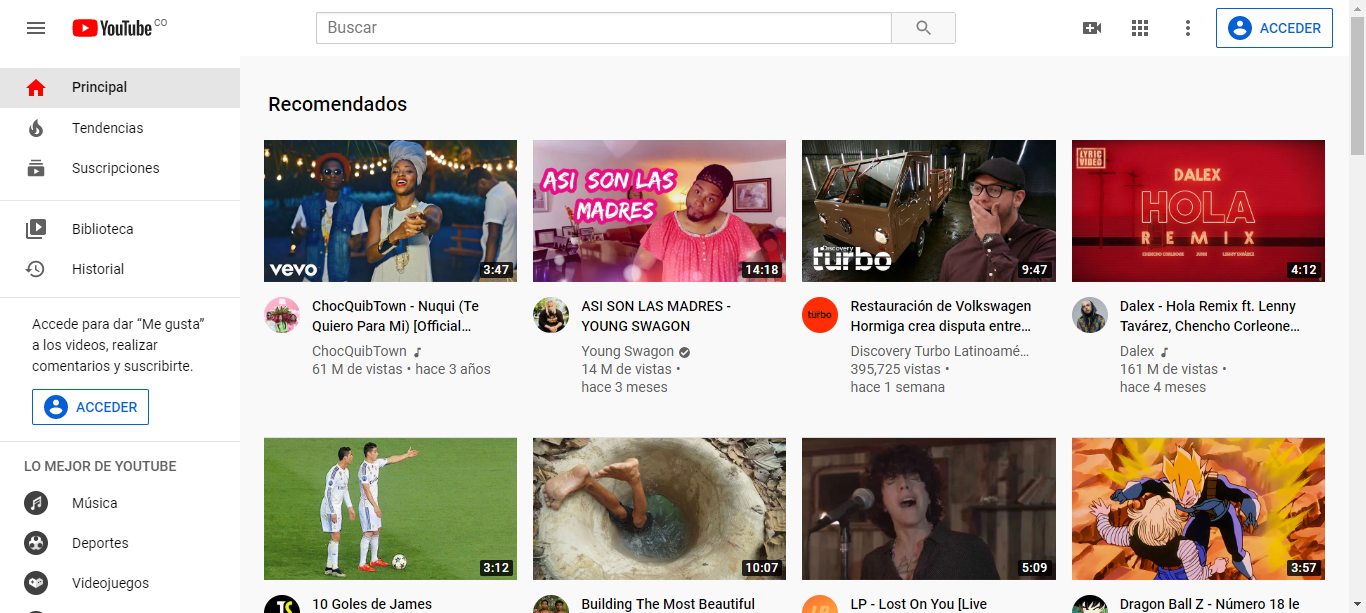 YouTube CO
Buscar
ACCEDER
Principal
Tendencias
Suscripciones
Biblioteca
Historial
Accede para dar “Me gusta”
a los videos, realizar
comentarios y suscribirte.
ACCEDER
LO MEJOR DE YOUTUBE
Música
Deportes
Videojuegos
Recomendados
vevo
3:47
ChocQuibTown - Nuqui (Te
Quiero Para Mi) [Official...
ChocQuibTown
61 M de vistas • hace 3 años
ASI SON LAS
MADRES
14:18
ASI SON LAS MADRES -
YOUNG SWAGON
Young Swagon
14 M de vistas •
hace 3 meses
Discovery
turbo
9:47
turbo
Restauración de Volkswagen
Hormiga crea disputa entre...
Discovery Turbo Latinoamé...
395,725 vistas •
hace 1 semana
LYRIC
VIDEO
DALEX
HOLA
REMIX
CHENCHO CORLEONE JUHN LENNY TAVÁREZ
4:12
Dalex - Hola Remix ft. Lenny
Tavárez, Chencho Corleone...
Dalex
161 M de vistas •
hace 4 meses
3:12
10 Goles de James
10:07
Building The Most Beautiful
5:09
LP - Lost On You [Live
3:57
Dragon Ball Z - Número 18 le